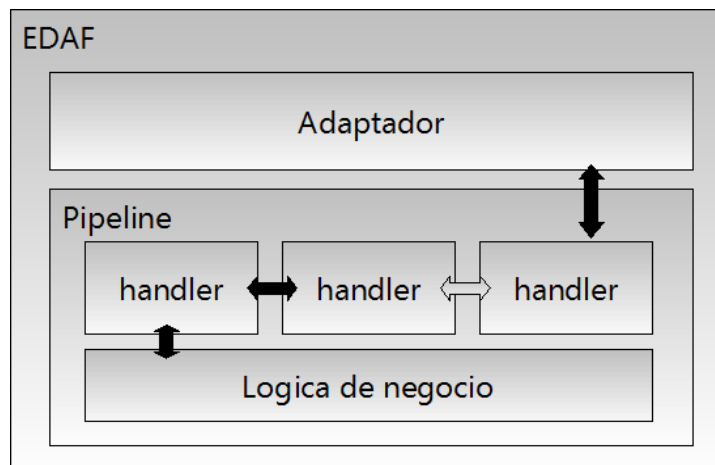 EDAF
Adaptador
Pipeline
handler handler handler
Logica de negocio